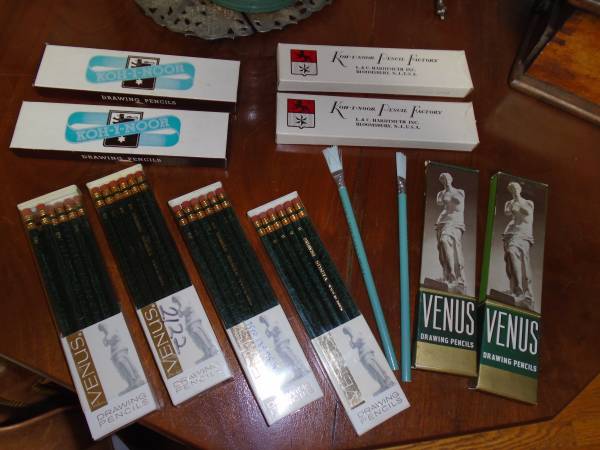 KOH-I-NOOR
DRAWING PENCILS
KOH-I-NOOR
DRAWING PENCILS
KOH-I-NOOR PENCIL FACTORY
L. & C. HARDTMUTH INC.
BLOOMSBURY, N.J., U.S.A.
KOH-I-NOOR PENCIL FACTORY
L. & C. HARDTMUTH INC.
BLOOMSBURY, N.J., U.S.A.
VENUS
DRAWING
PENCILS
VENUS
2122
DRAWING
PENCILS
DRAWING
PENCILS
DRAWING
PENCILS
VENUS
DRAWING PENCILS
VENUS
DRAWING PENCILS